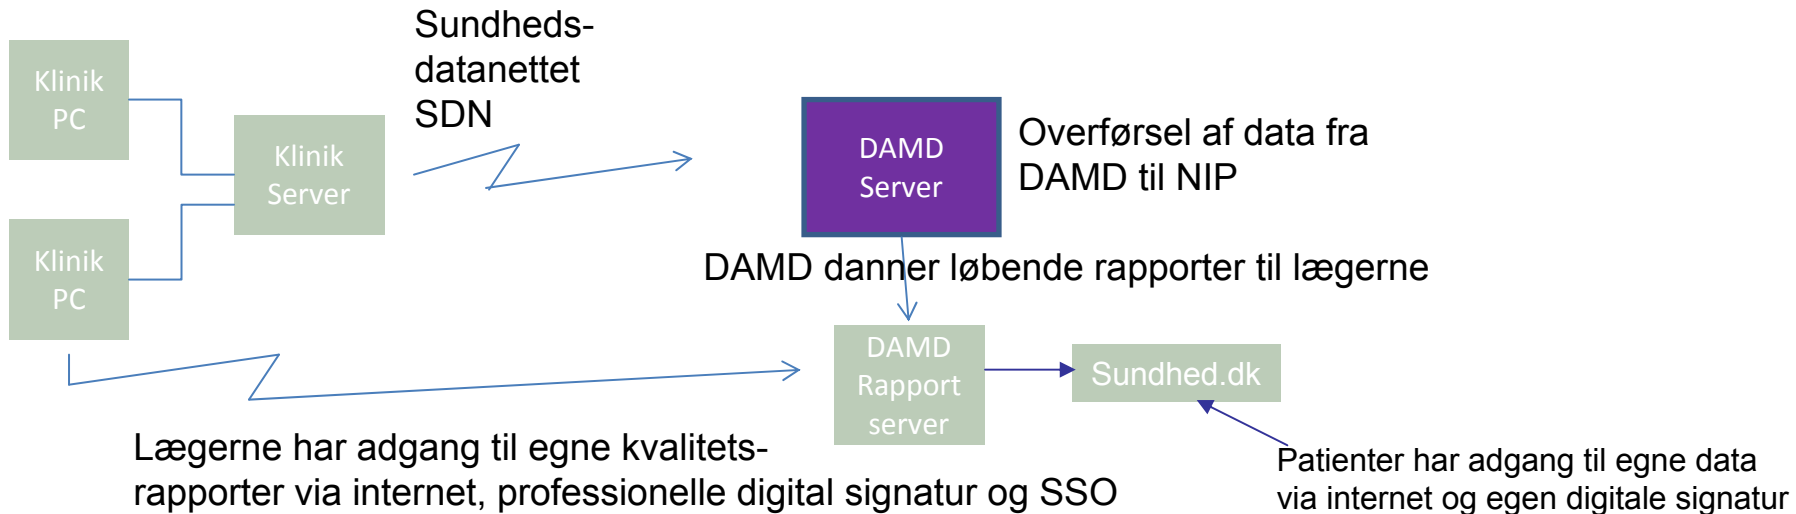 Sundheds-
datanettet
SDN
Klinik
PC
Klinik
Server
Klinik
PC
DAMD
Server
Overførsel af data fra
DAMD til NIP
DAMD danner løbende rapporter til lægerne
DAMD
Rapport
server
Sundhed.dk
Lægerne har adgang til egne kvalitets-
rapporter via internet, professionelle digital signatur og SSO
Patienter har adgang til egne data
via internet og egen digitale signatur